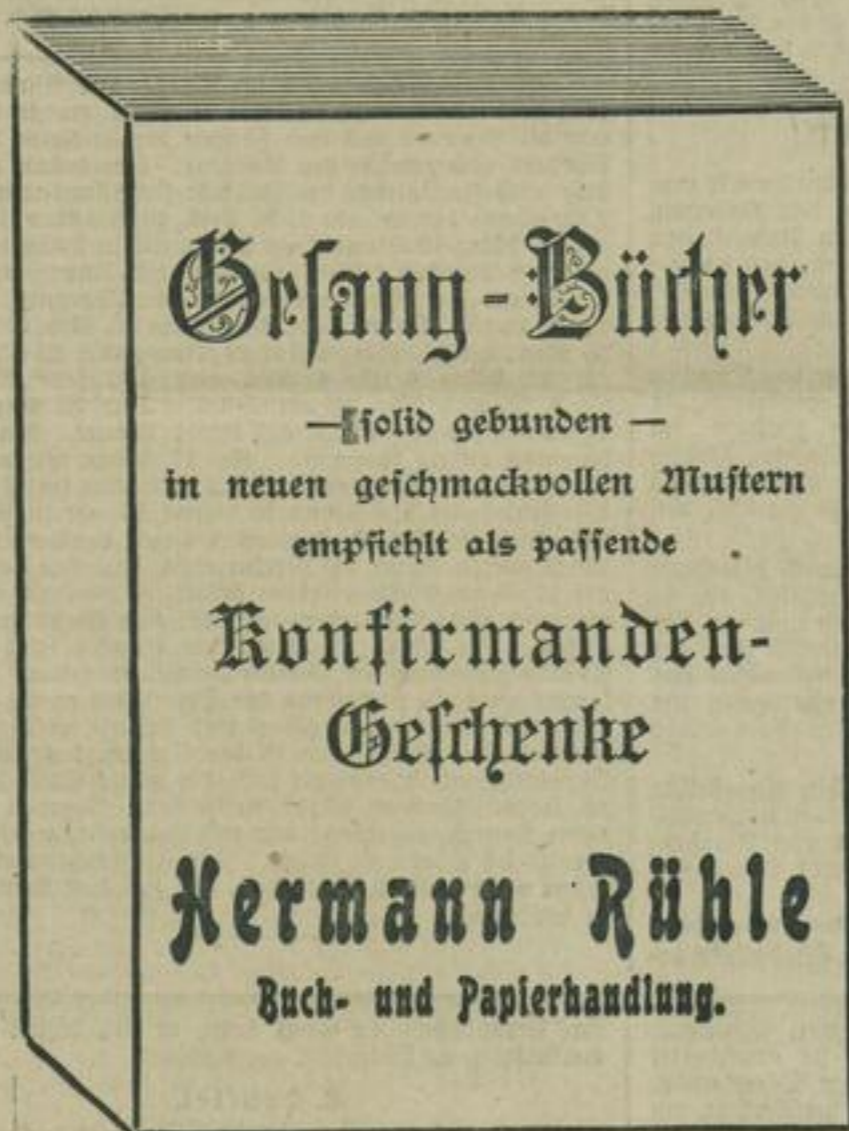 Gesang-Bücher
— solid gebunden —
in neuen geschmackvollen Mustern
empfiehlt als passende
Konfirmanden-
Geschenke
Hermann Rühle
Buch- und Papierhandlung.